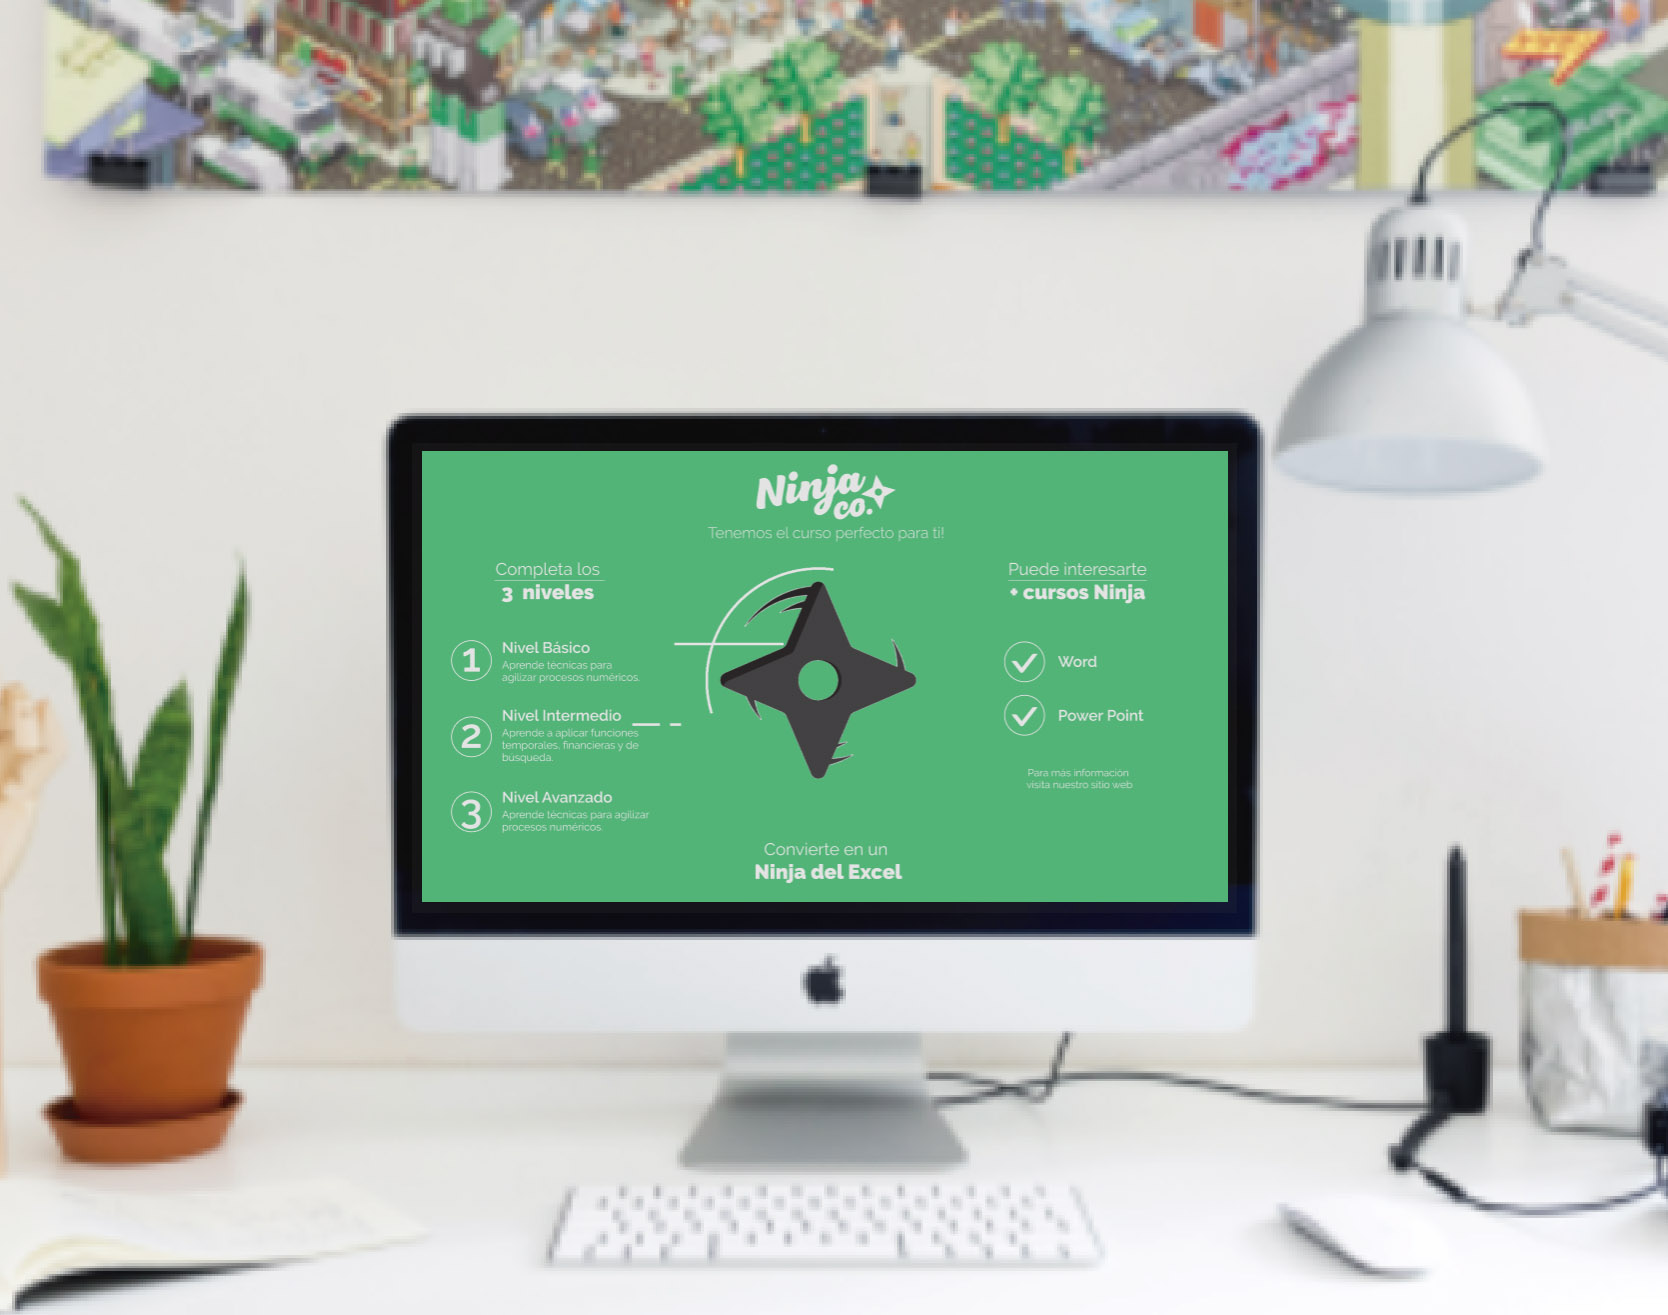 Ninja
co.
Tenemos el curso perfecto para ti!
Completa los
3 niveles
1
Nivel Básico
Aprende técnicas para
agilizar procesos numéricos.
2
Nivel Intermedio
Aprende a aplicar funciones
temporales, financieras y de
búsqueda.
3
Nivel Avanzado
Aprende técnicas para agilizar
procesos numéricos.
Puede interesarte
+ cursos Ninja
Word
Power Point
Para más información
visita nuestro sitio web
Convierte en un
Ninja del Excel